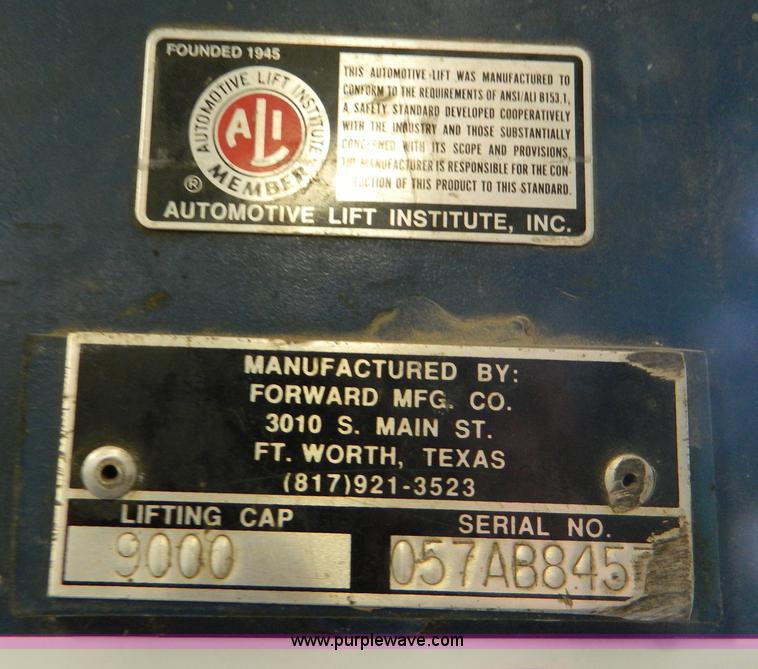 FOUNDED 1945
AUTOMOTIVE LIFT INSTITUTE
ALI
MEMBER
®
THIS AUTOMOTIVE LIFT WAS MANUFACTURED TO
CONFORM TO THE REQUIREMENTS OF ANSI/ALI B153.1,
A SAFETY STANDARD DEVELOPED COOPERATIVELY
WITH THE INDUSTRY AND THOSE SUBSTANTIALLY
CONCERNED WITH ITS SCOPE AND PROVISIONS,
THE MANUFACTURER IS RESPONSIBLE FOR THE CON-
OF THIS PRODUCT TO THIS STANDARD.
AUTOMOTIVE LIFT INSTITUTE, INC.
MANUFACTURED BY:
FORWARD MFG. CO.
3010 S. MAIN ST.
FT. WORTH, TEXAS
(817)921-3523
LIFTING CAP
9000
SERIAL NO.
057AB8457
www.purplewave.com